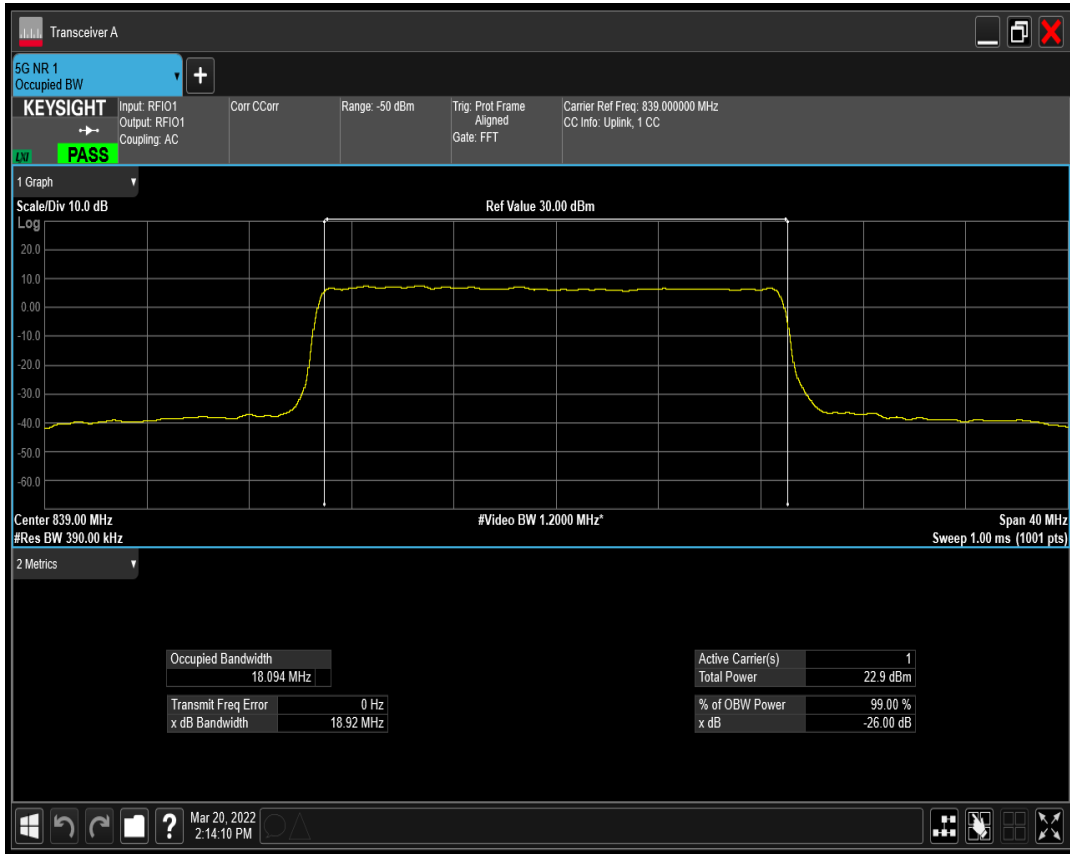 Transceiver A
5G NR 1
Occupied BW
+
KEYSIGHT
LXI
PASS
Input: RFIO1
Output: RFIO1
Coupling: AC
Corr CCorr
Range: -50 dBm
Trig: Prot Frame
Aligned
Gate: FFT
Carrier Ref Freq: 839.000000 MHz
CC Info: Uplink, 1 CC
1 Graph
Scale/Div 10.0 dB
Ref Value 30.00 dBm
Log
20.0
10.0
0.00
-10.0
-20.0
-30.0
-40.0
-50.0
-60.0
Center 839.00 MHz
#Video BW 1.2000 MHz*
Span 40 MHz
#Res BW 390.00 kHz
Sweep 1.00 ms (1001 pts)
2 Metrics
Occupied Bandwidth
18.094 MHz
Transmit Freq Error 0 Hz
x dB Bandwidth 18.92 MHz
Active Carrier(s) 1
Total Power 22.9 dBm
% of OBW Power 99.00 %
x dB -26.00 dB
?
Mar 20, 2022
2:14:10 PM